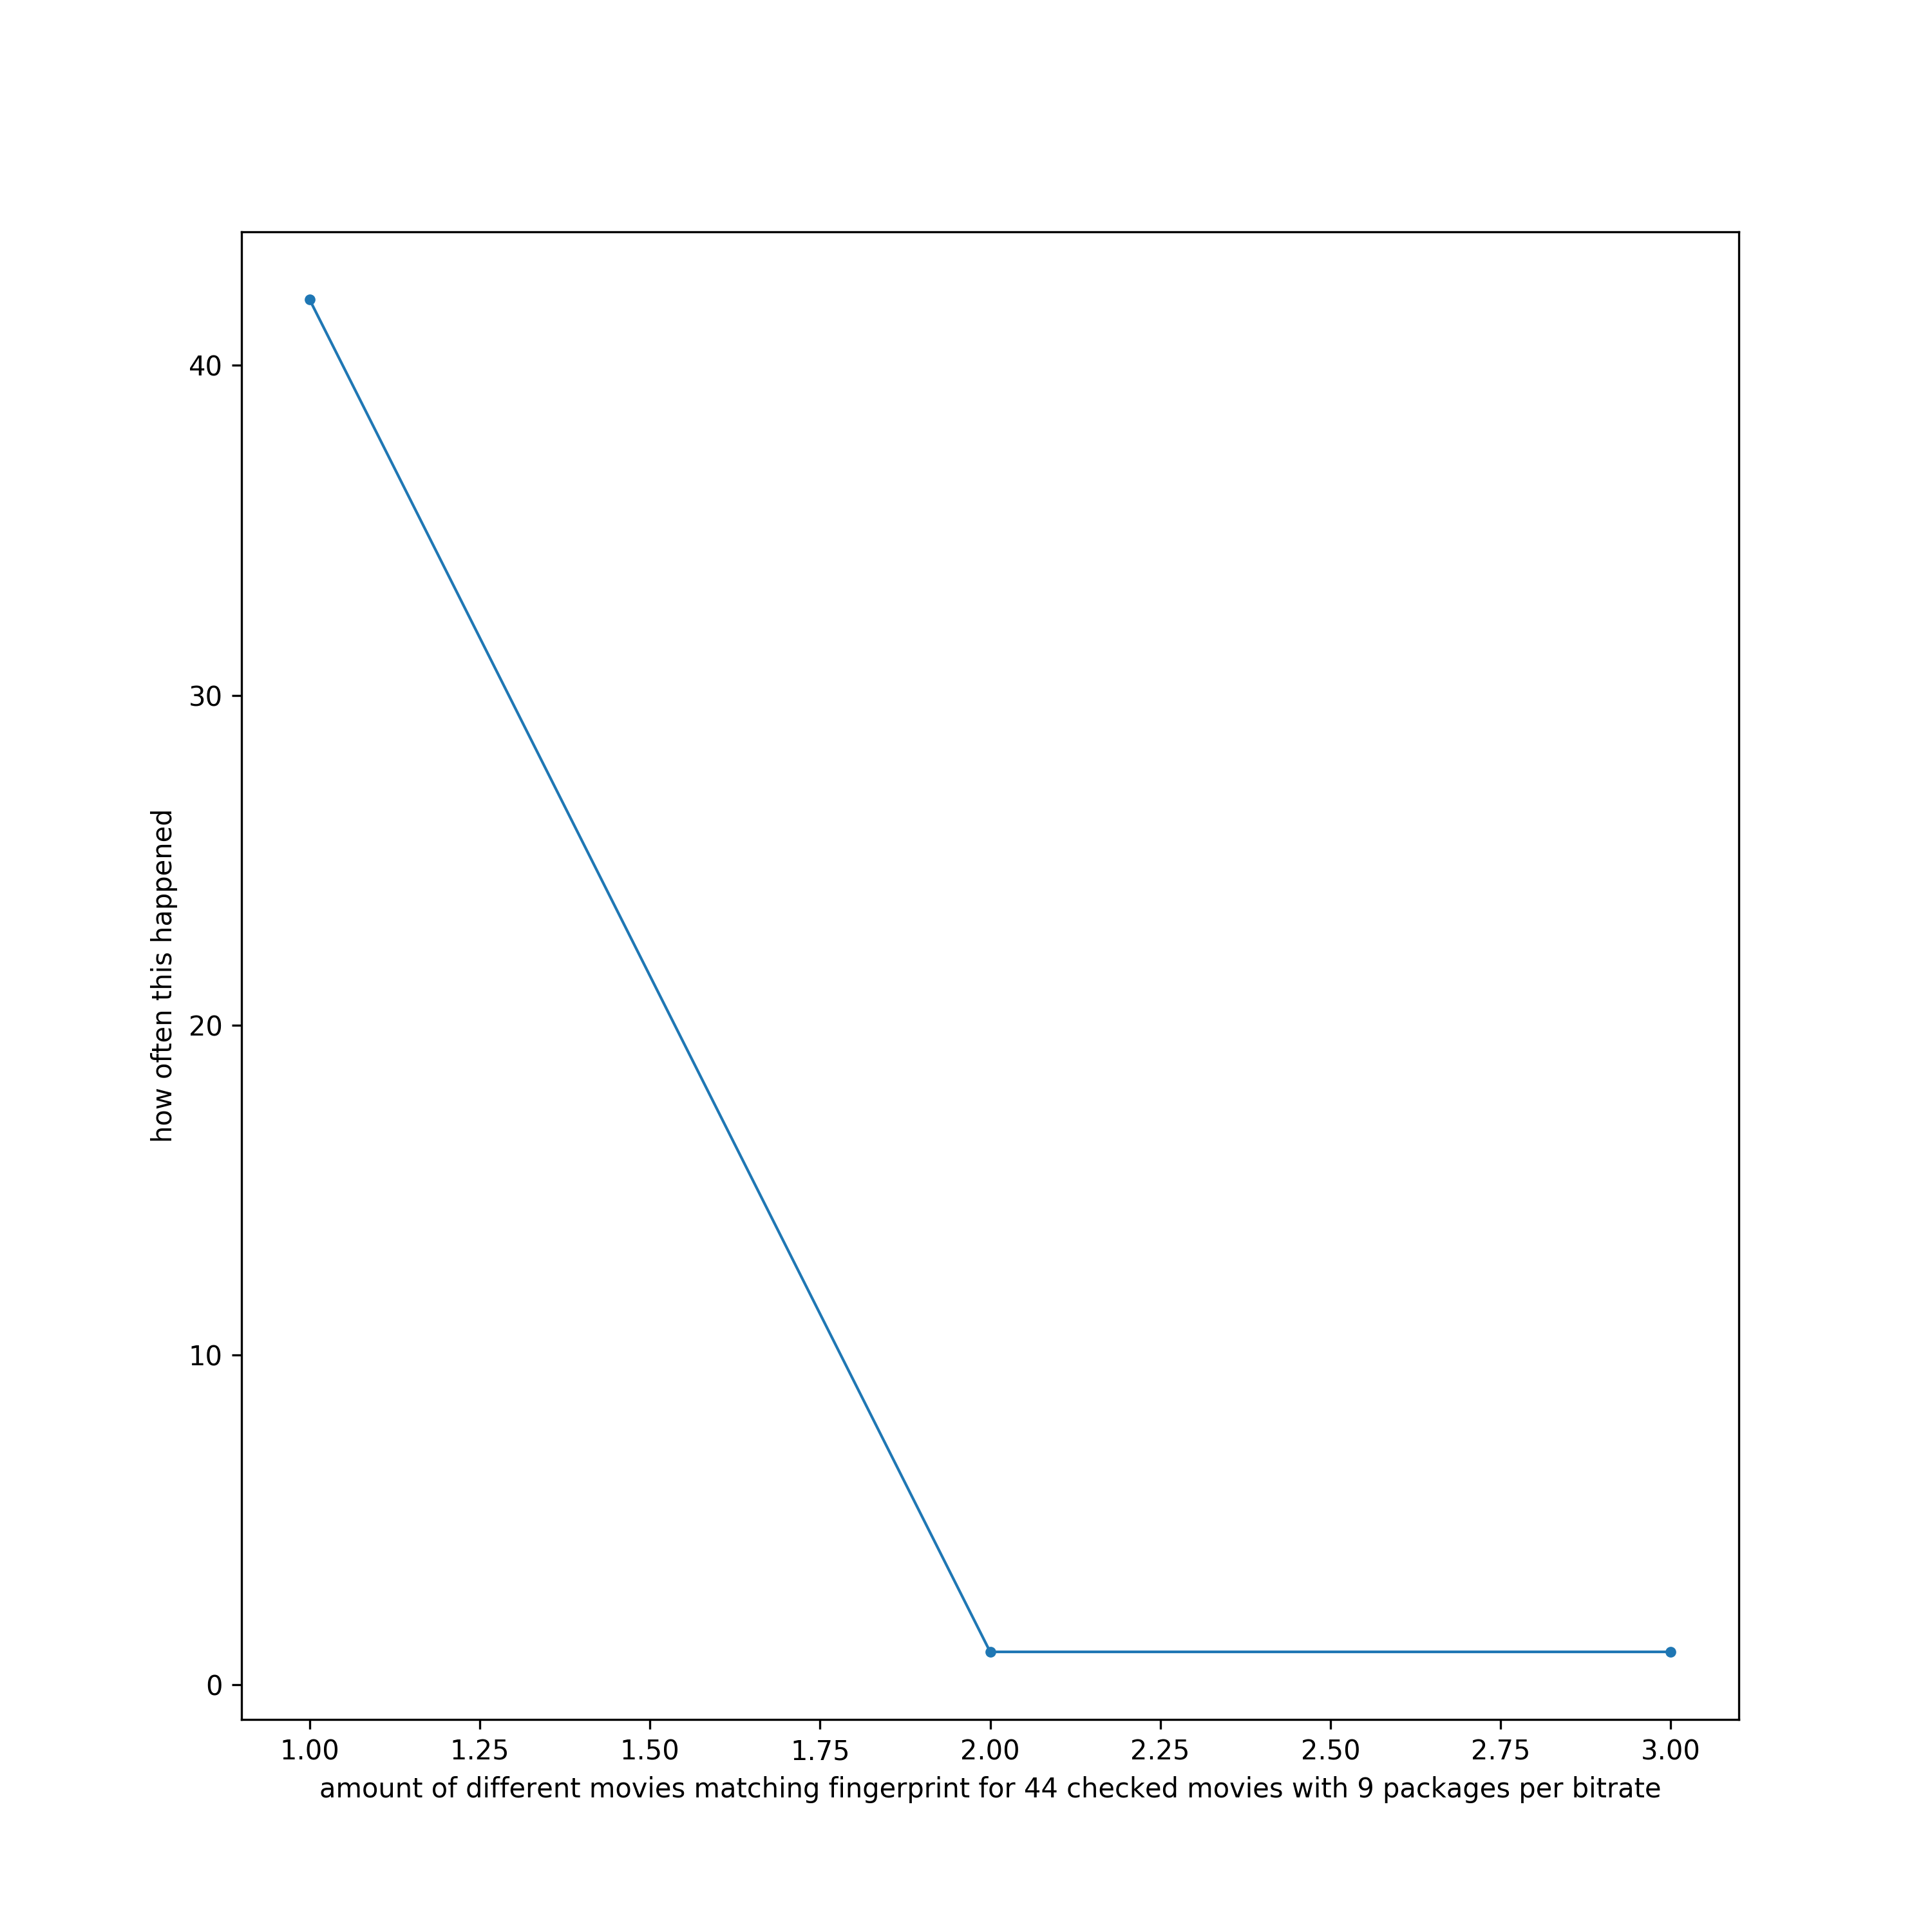 40
30
20
10
0
how often this happened
1.00 1.25 1.50 1.75 2.00 2.25 2.50 2.75 3.00
amount of different movies matching fingerprint for 44 checked movies with 9 packages per bitrate